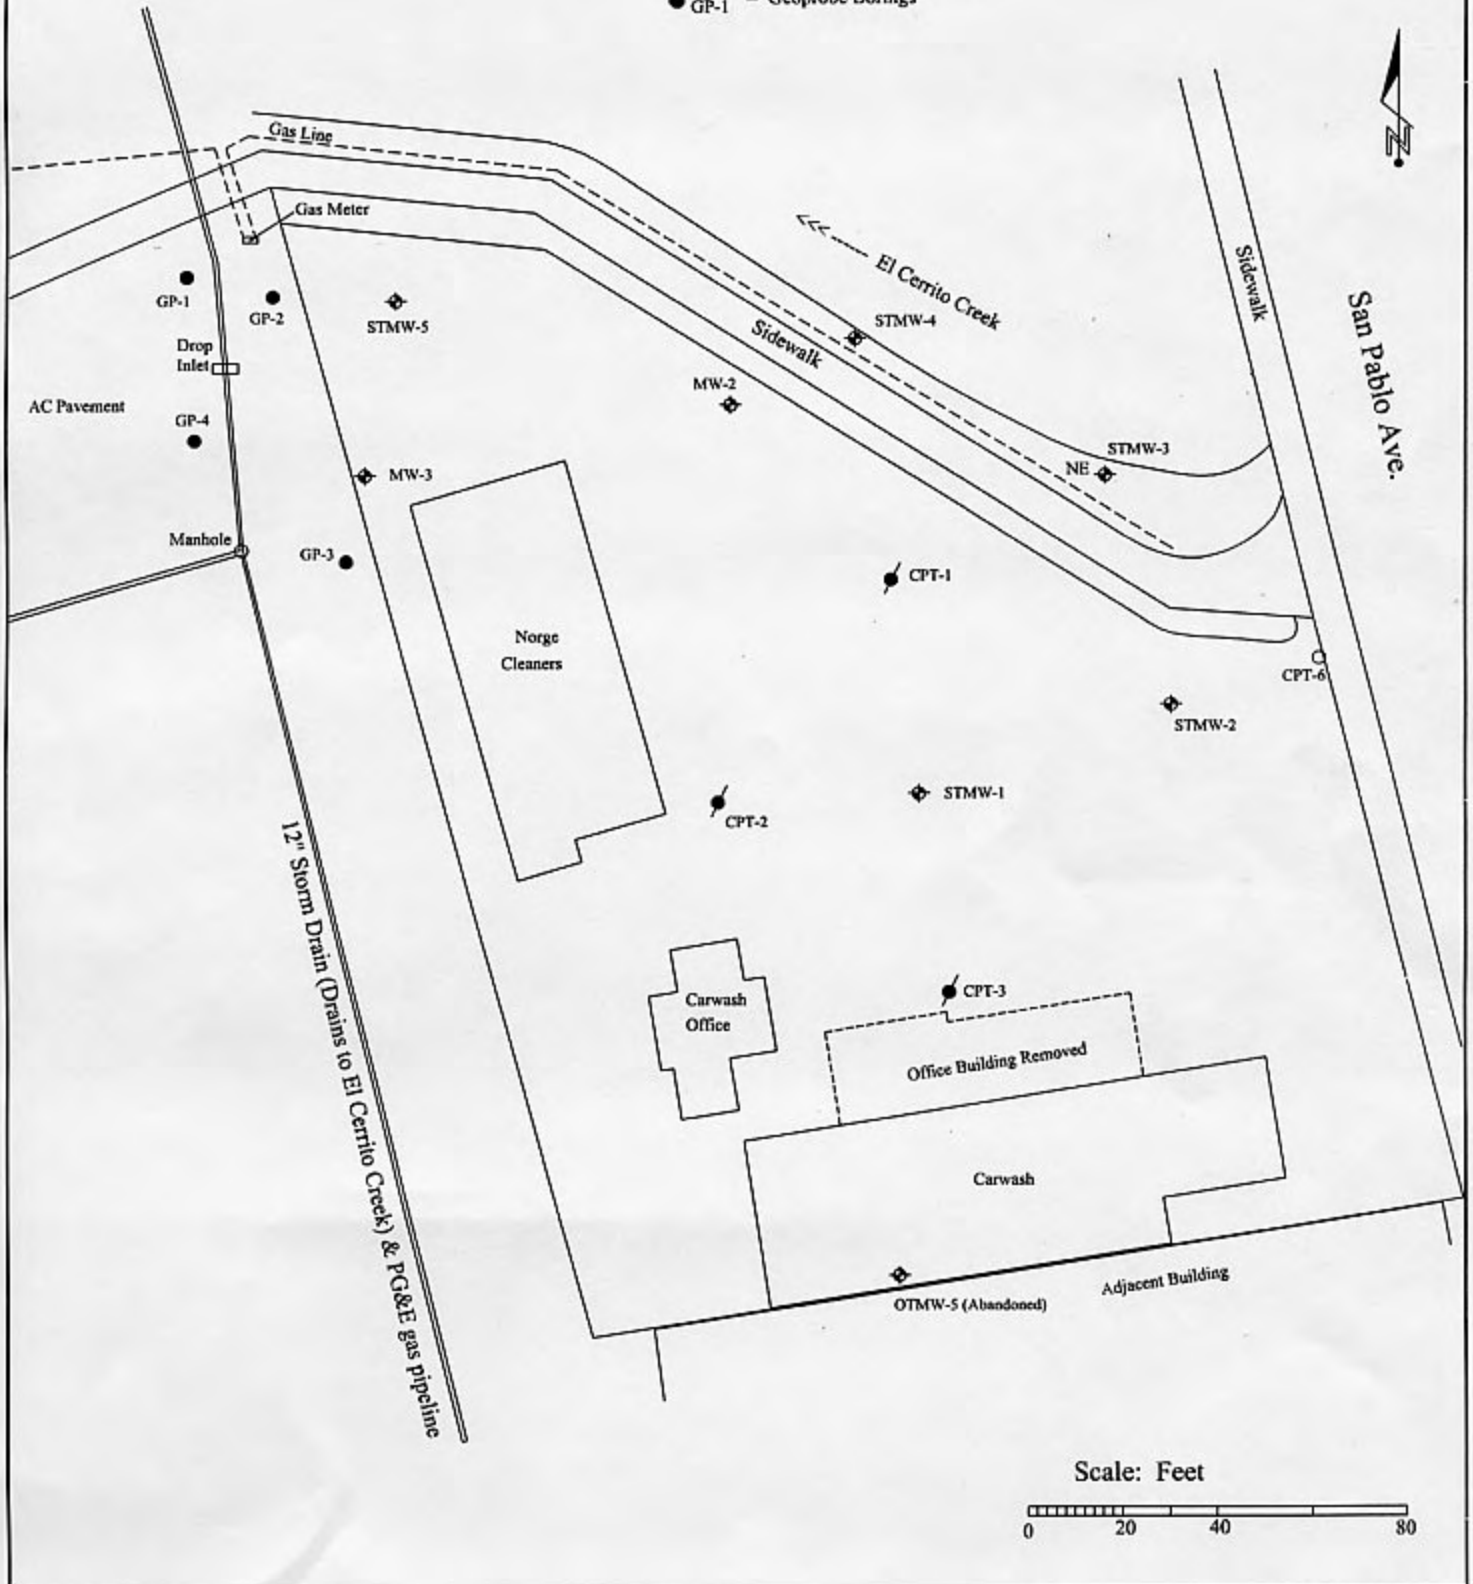 GP-1 = Geoprobe Borings
N
Gas Line
Gas Meter
El Cerrito Creek
Sidewalk
San Pablo Ave.
GP-1
GP-2
STMW-5
STMW-4
Sidewalk
Drop
Inlet
MW-2
AC Pavement
GP-4
STMW-3
NE
MW-3
Manhole
GP-3
CPT-1
Norge
Cleaners
CPT-6
STMW-2
STMW-1
CPT-2
12" Storm Drain (Drains to El Cerrito Creek) & PG&E gas pipeline
Carwash
Office
CPT-3
Office Building Removed
Carwash
OTMW-5 (Abandoned)
Adjacent Building
Scale: Feet
0 20 40 80